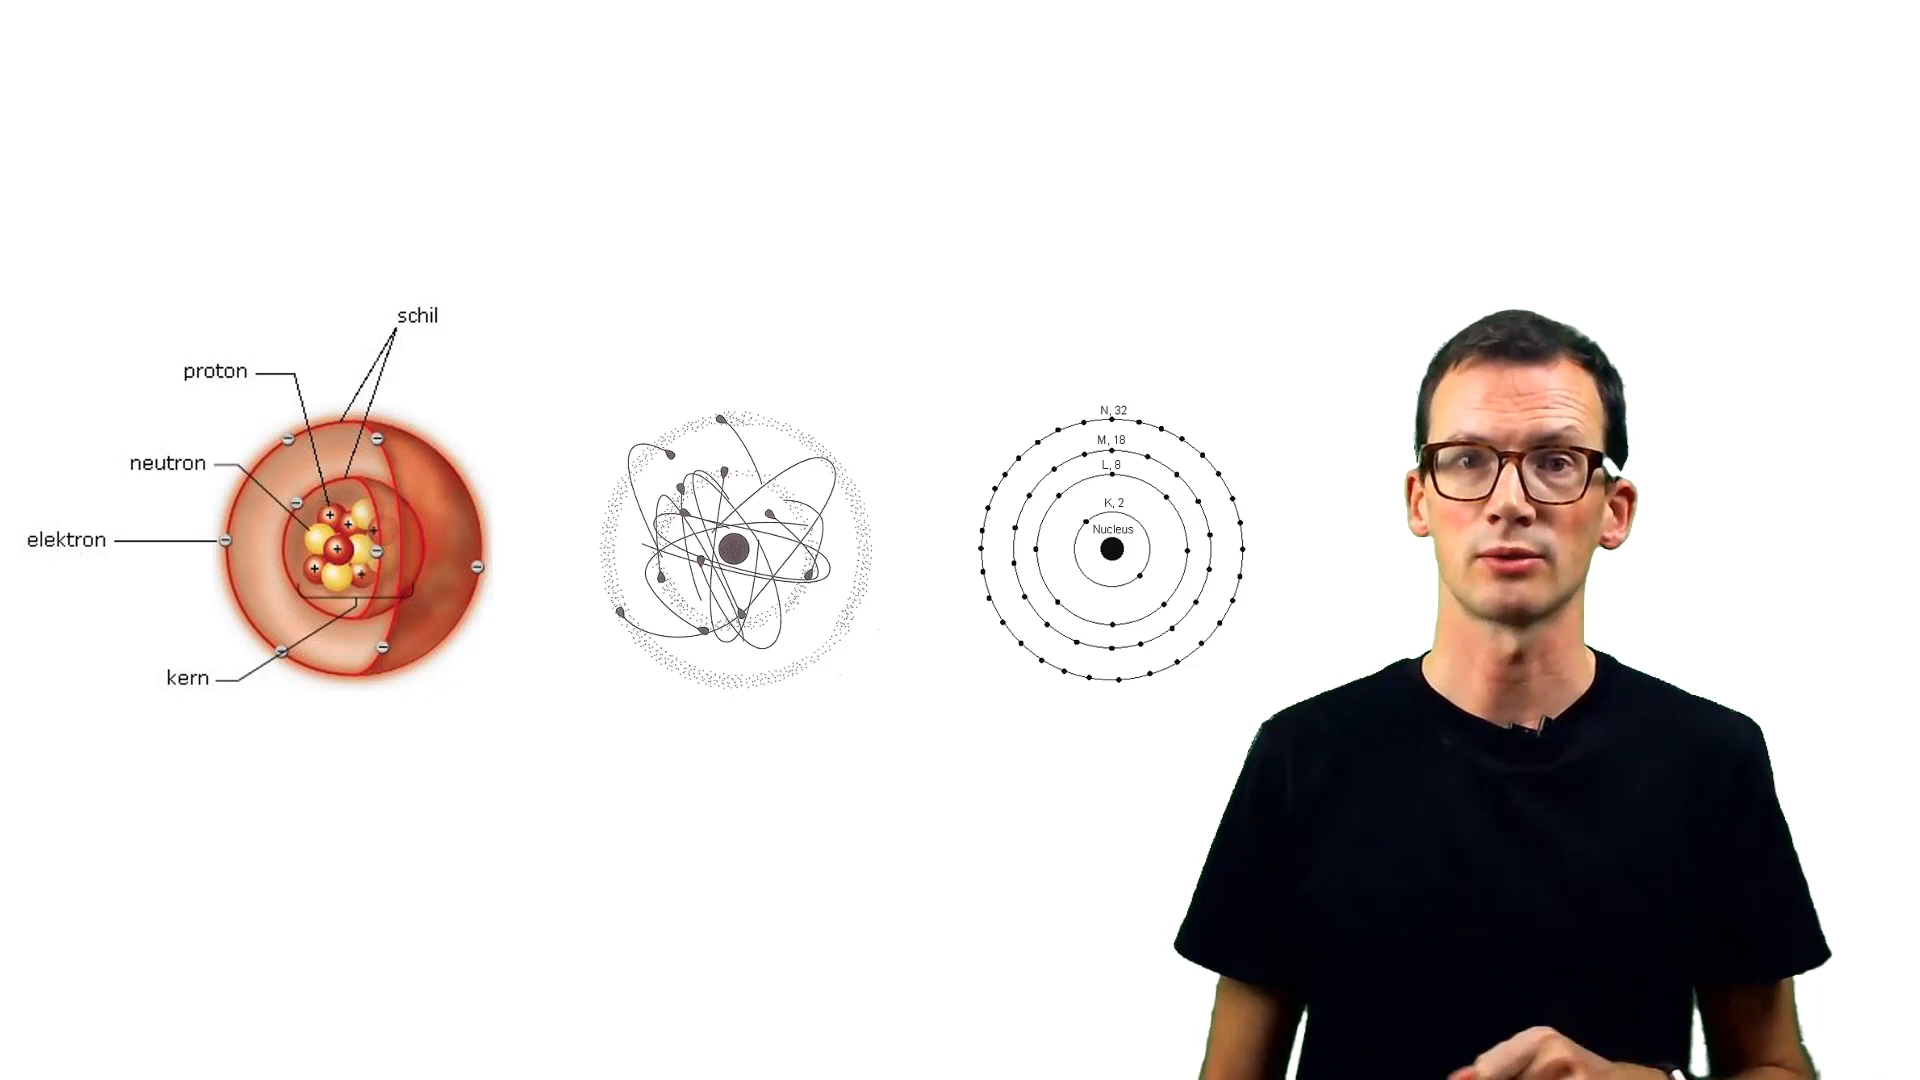 schil
proton
neutron
elektron
kern
N, 32
M, 18
L, 8
K, 2
Nucleus